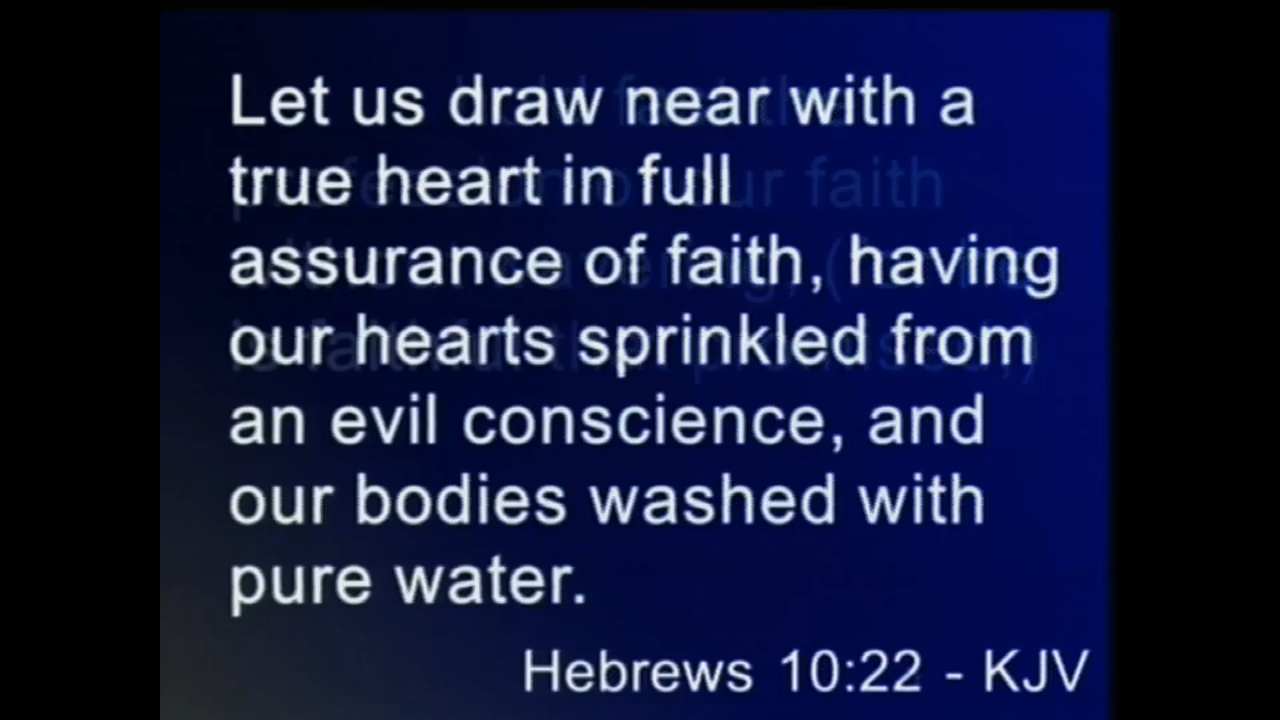 Let us draw near with a
true heart in full
assurance of faith, having
our hearts sprinkled from
an evil conscience, and
our bodies washed with
pure water.
Hebrews 10:22 - KJV